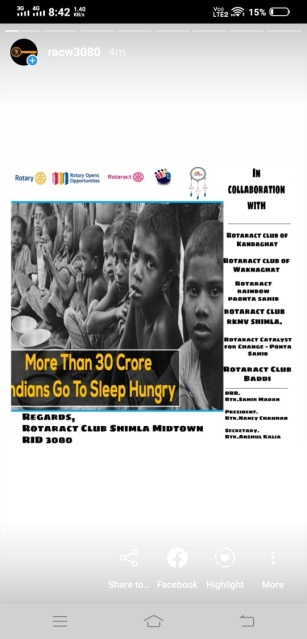 3G 4G 8:42 1.40 KB/s
VoD LTE2 15%
racw3080 4m
Rotary
Rotary Opens Opportunities
Rotaract
IN
COLLABORATION
WITH
ROTARACT CLUB OF
KANDAGHAT
ROTARACT CLUB OF
WAKNAGHAT
ROTARACT
RAINBOW
PAONTA SAHIB
ROTARACT CLUB
RKMV SHIMLA.
ROTARACT CATALYST
FOR CHANGE - PONTA
SAHIB
ROTARACT CLUB
BADDI
DRR.
RTR.SAMIR MADAN
PRESIDENT.
RTR.NANCY CHAUHAN
SECRETARY.
RTR.ANSHUL KALIA
More Than 30 Crore
ndians Go To Sleep Hungry
REGARDS,
ROTARACT CLUB SHIMLA MIDTOWN
RID 3080
Share to... Facebook Highlight More